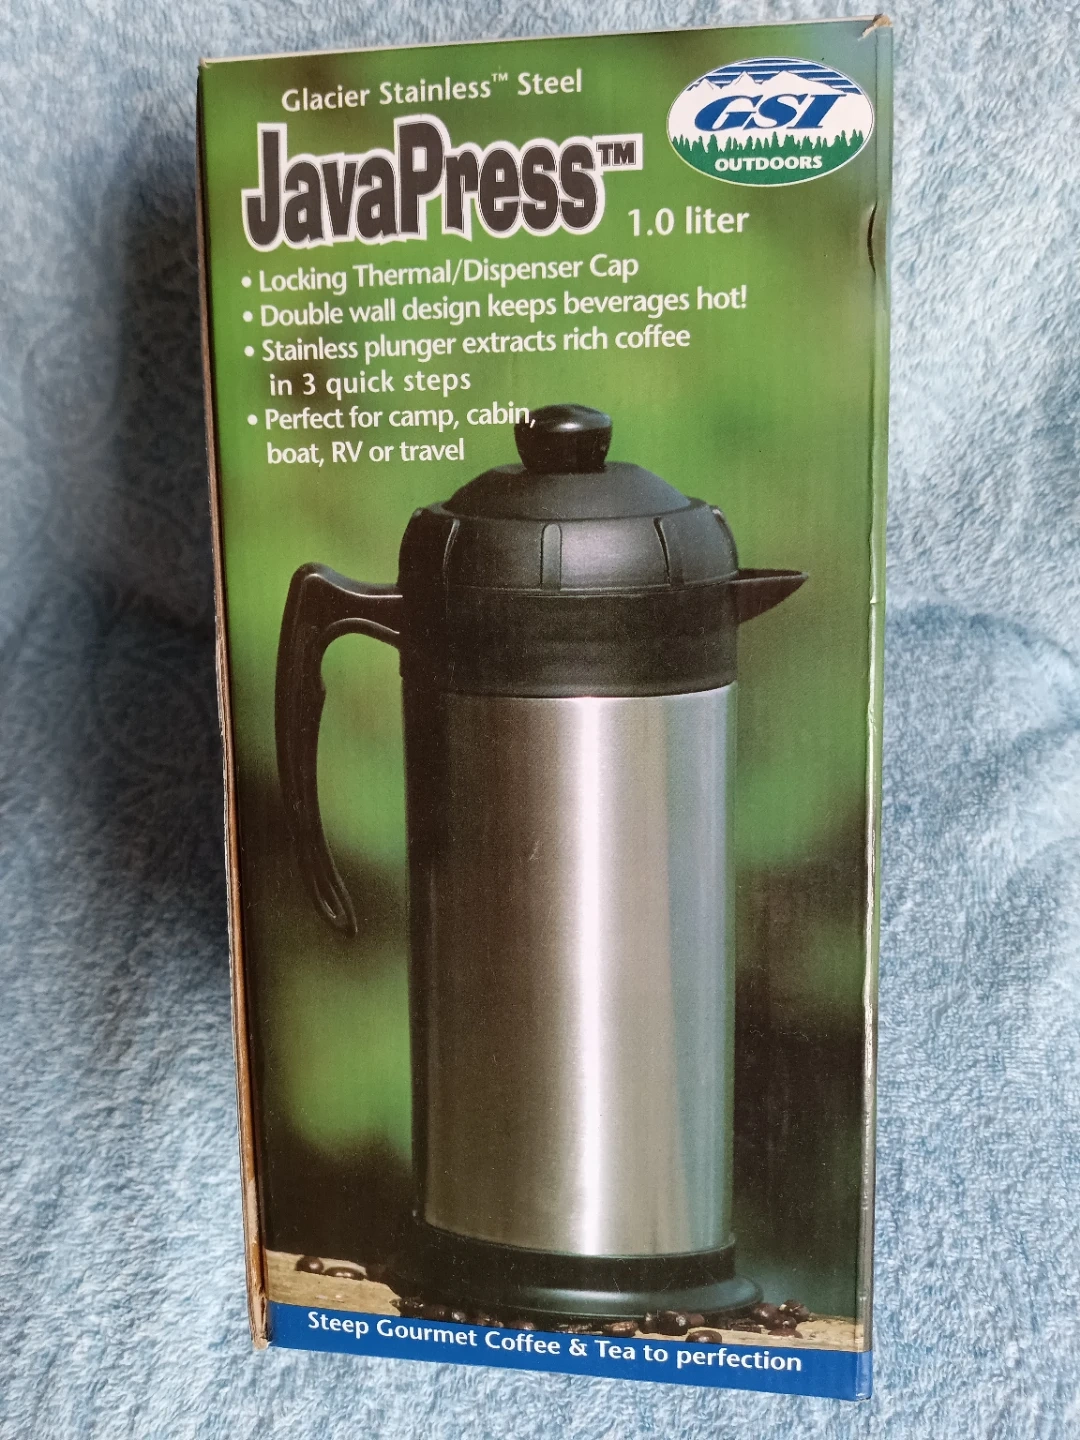 Glacier Stainless™ Steel
GSI
OUTDOORS
JavaPress™
1.0 liter
• Locking Thermal/Dispenser Cap
• Double wall design keeps beverages hot!
• Stainless plunger extracts rich coffee
in 3 quick steps
• Perfect for camp, cabin,
boat, RV or travel
Steep Gourmet Coffee & Tea to perfection